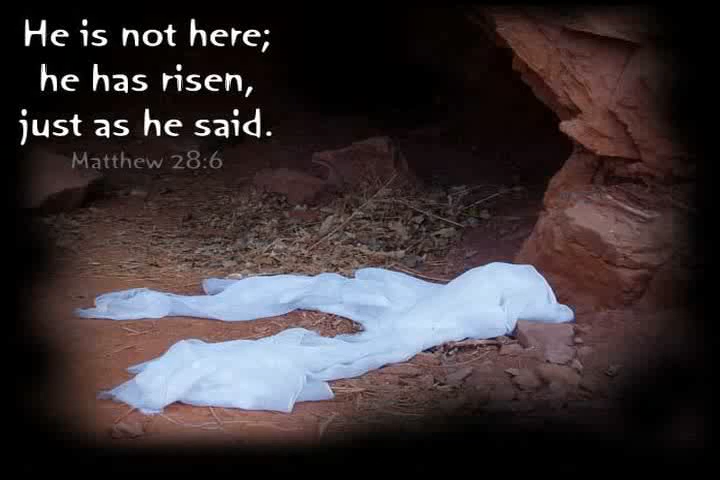 He is not here;
he has risen,
just as he said.
Matthew 28:6